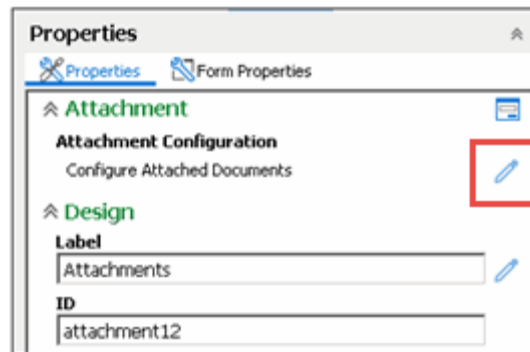 Properties
Properties Form Properties
Attachment
Attachment Configuration
Configure Attached Documents
Design
Label
Attachments
ID
attachment12